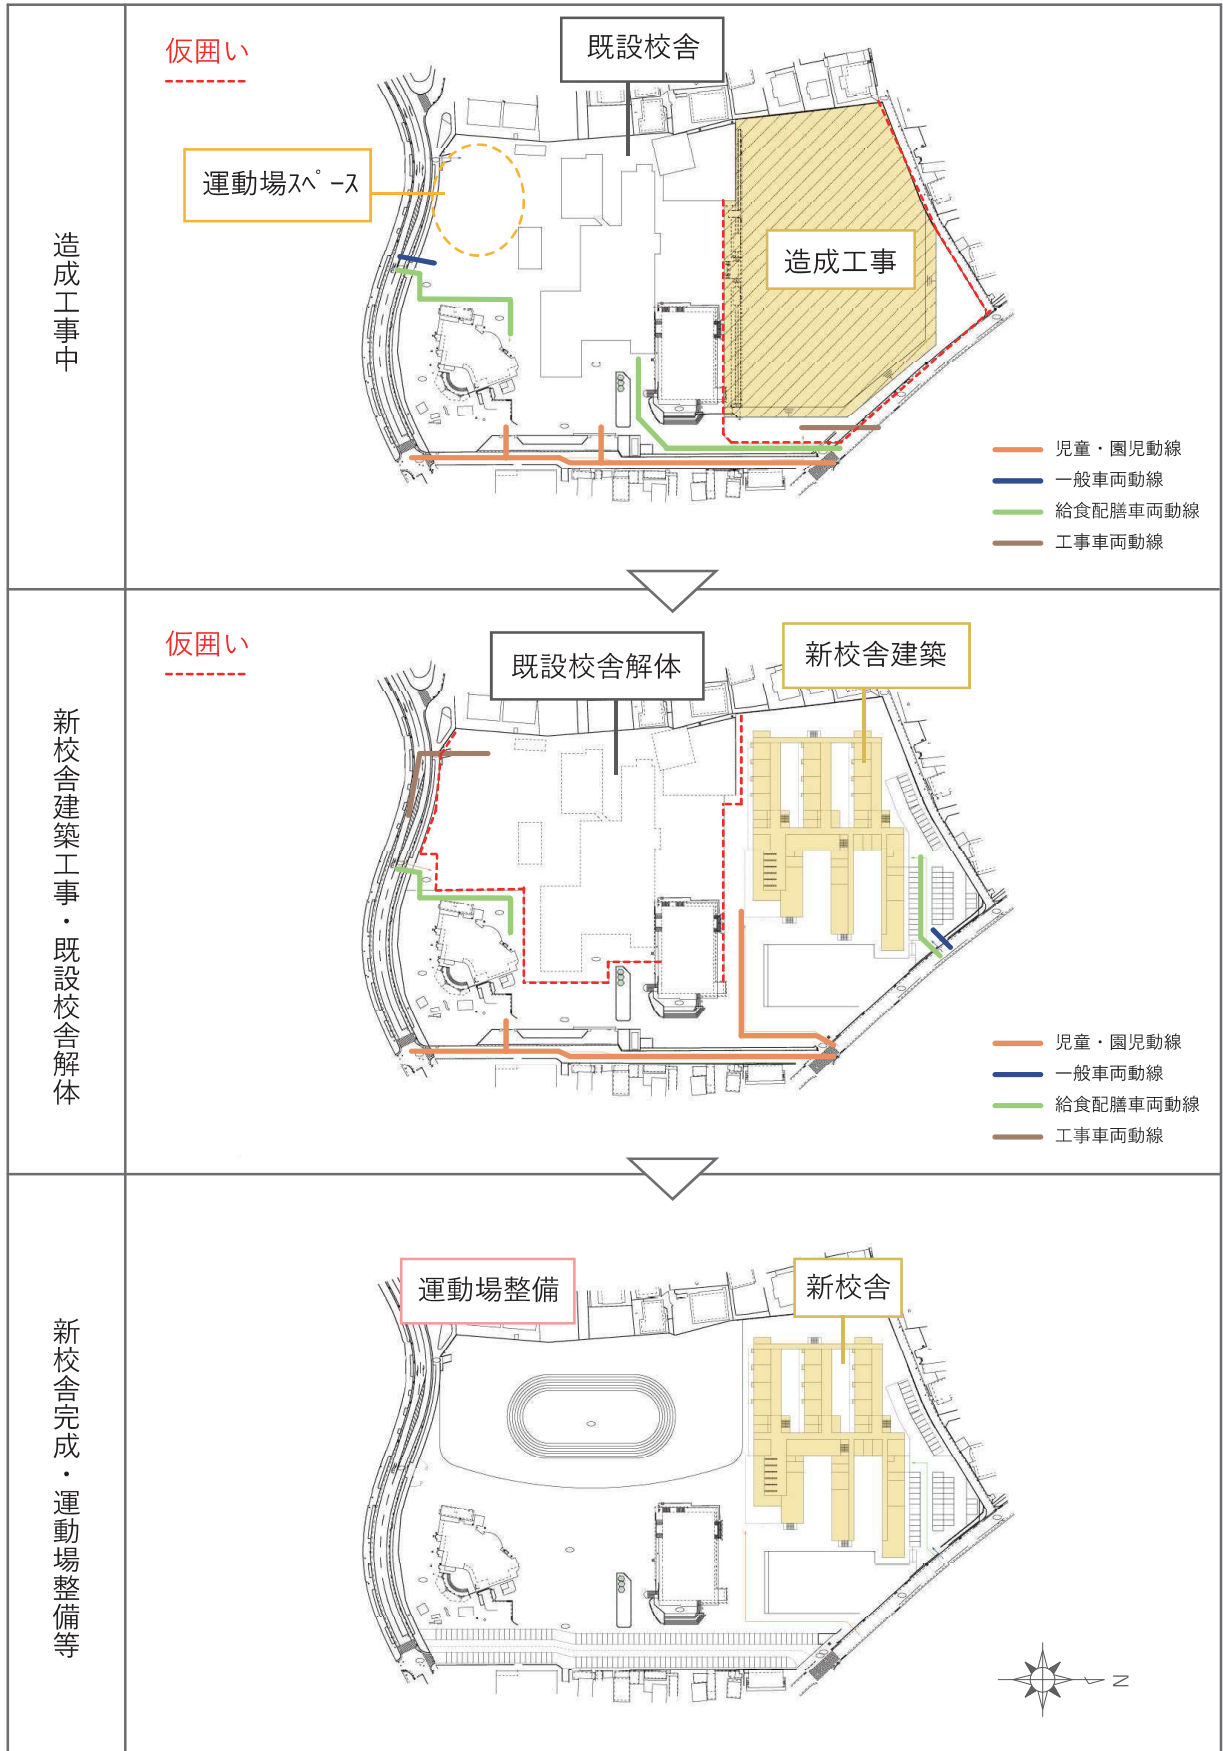 造成工事中
仮囲い
既設校舎
運動場ｽﾍﾟｰｽ
造成工事
児童・園児動線
一般車両動線
給食配膳車両動線
工事車両動線
新校舎建築工事・既設校舎解体
仮囲い
既設校舎解体
新校舎建築
児童・園児動線
一般車両動線
給食配膳車両動線
工事車両動線
新校舎完成・運動場整備等
運動場整備
新校舎
N